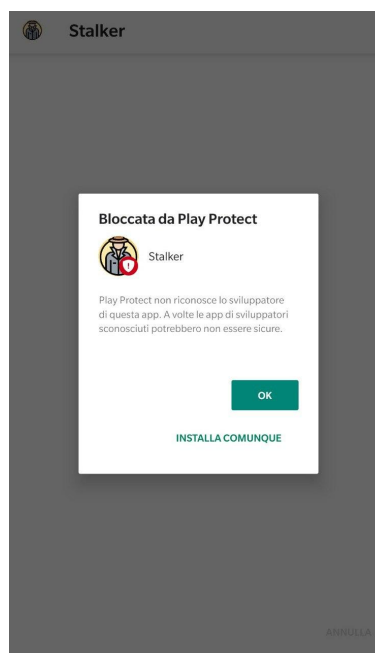 Stalker
Bloccata da Play Protect
Stalker
Play Protect non riconosce lo sviluppatore
di questa app. A volte le app di sviluppatori
sconosciuti potrebbero non essere sicure.
OK
INSTALLA COMUNQUE
ANNULLA